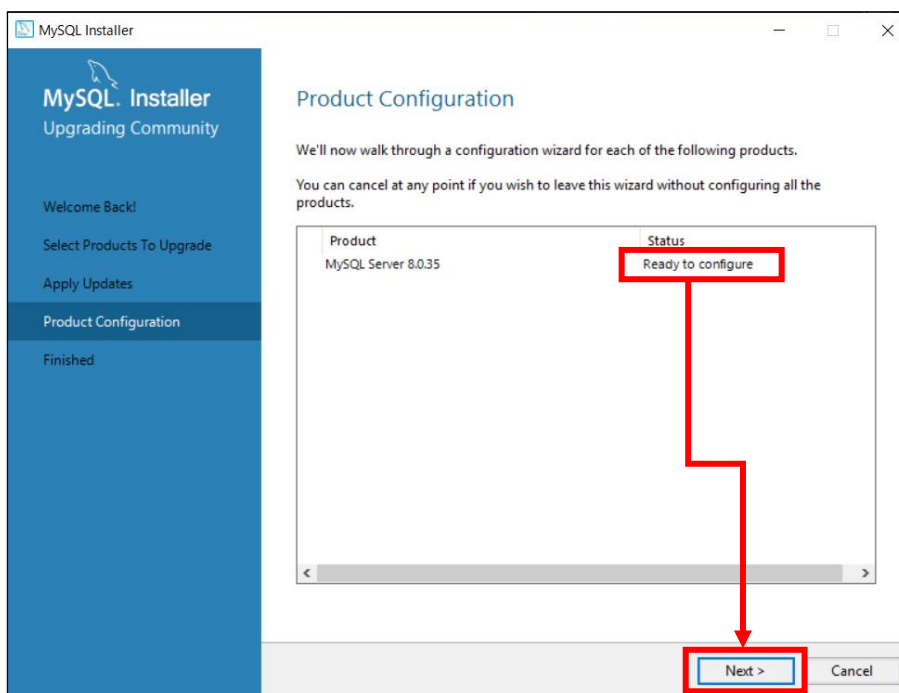 MySQL Installer
MySQL. Installer
Upgrading Community
Welcome Back!
Select Products To Upgrade
Apply Updates
Product Configuration
Finished
Product Configuration
We'll now walk through a configuration wizard for each of the following products.
You can cancel at any point if you wish to leave this wizard without configuring all the
products.
Product Status
MySQL Server 8.0.35 Ready to configure
Next > Cancel